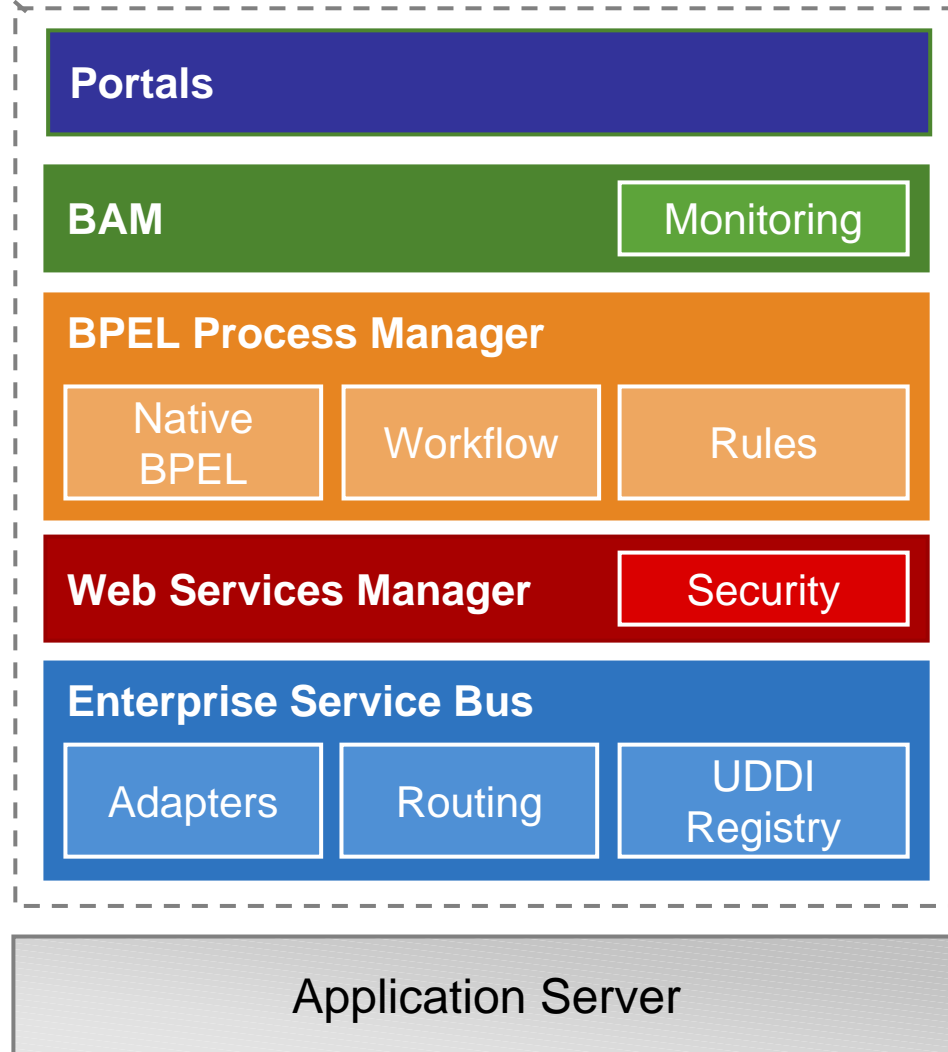 Portals
BAM
Monitoring
BPEL Process Manager
Native
BPEL
Workflow
Rules
Web Services Manager
Security
Enterprise Service Bus
Adapters
Routing
UDDI
Registry
Application Server